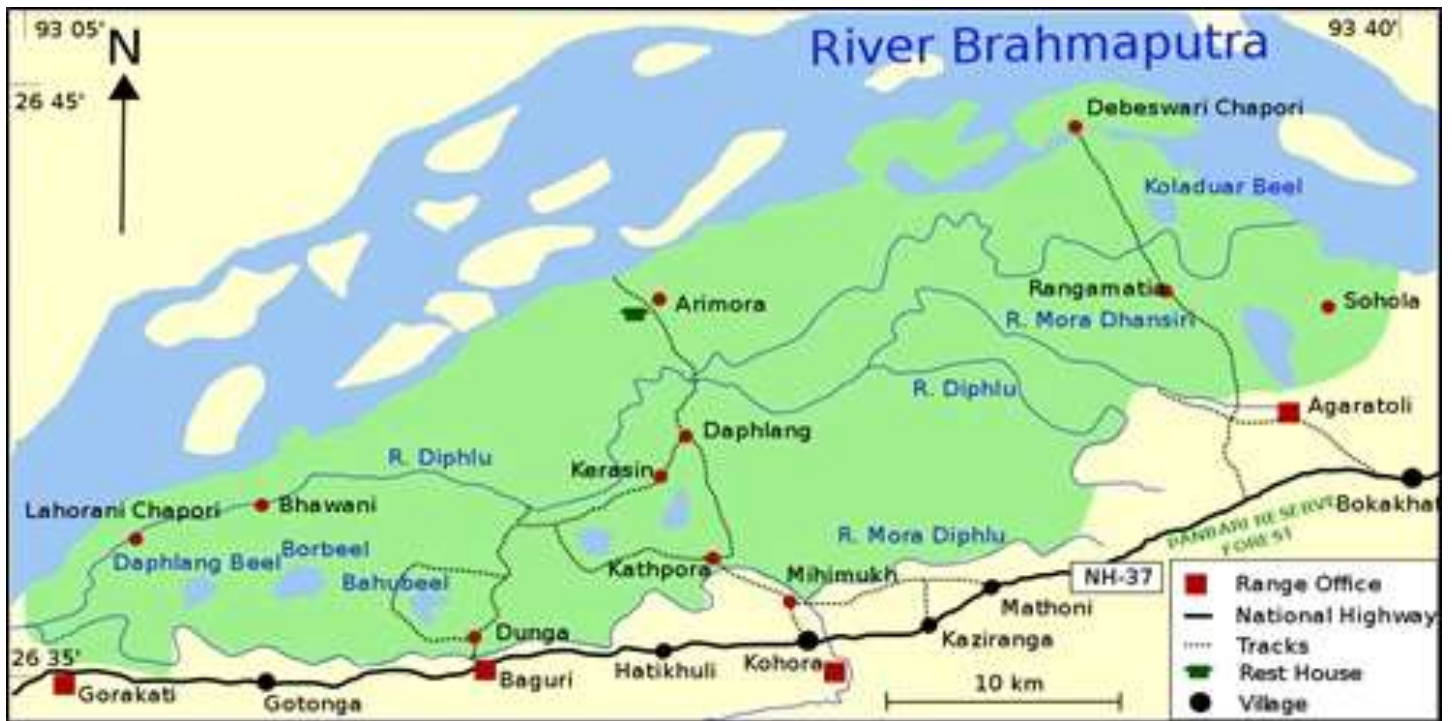 93 05'
93 40'
N
River Brahmaputra
26 45'
Debeswari Chapori
Koladuar Beel
Rangamatia
Sohola
Arimora
R. Mora Dhansiri
R. Diphlu
Agaratoli
Daphlang
R. Diphlu
Kerasin
Bhawani
Lahorani Chapori
Bokakhat
PANBARI RESERVE
FOREST
R. Mora Diphlu
Borbeel
Daphlang Beel
Bahubeel
Kathpora
Mihimukh
NH-37
Mathoni
Dunga
Kaziranga
26 35'
Hatikhuli
Kohora
Baguri
Gorakati
Gotonga
10 km
Range Office
National Highway
Tracks
Rest House
Village